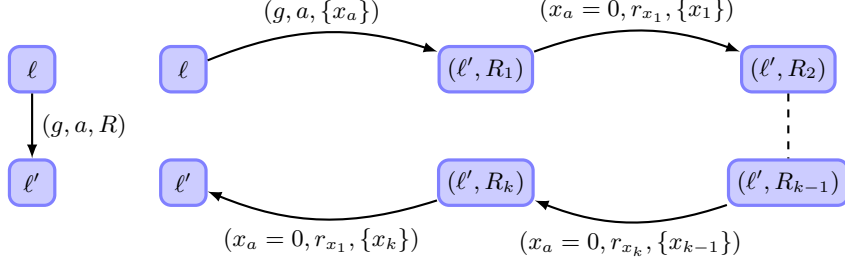 (g, a, {x_a}) (x_a = 0, r_{x_1}, {x_1})
ℓ ℓ (ℓ′, R_1) (ℓ′, R_2)
(g, a, R)
ℓ′ ℓ′ (ℓ′, R_k) (ℓ′, R_{k−1})
(x_a = 0, r_{x_1}, {x_k}) (x_a = 0, r_{x_k}, {x_{k−1}})